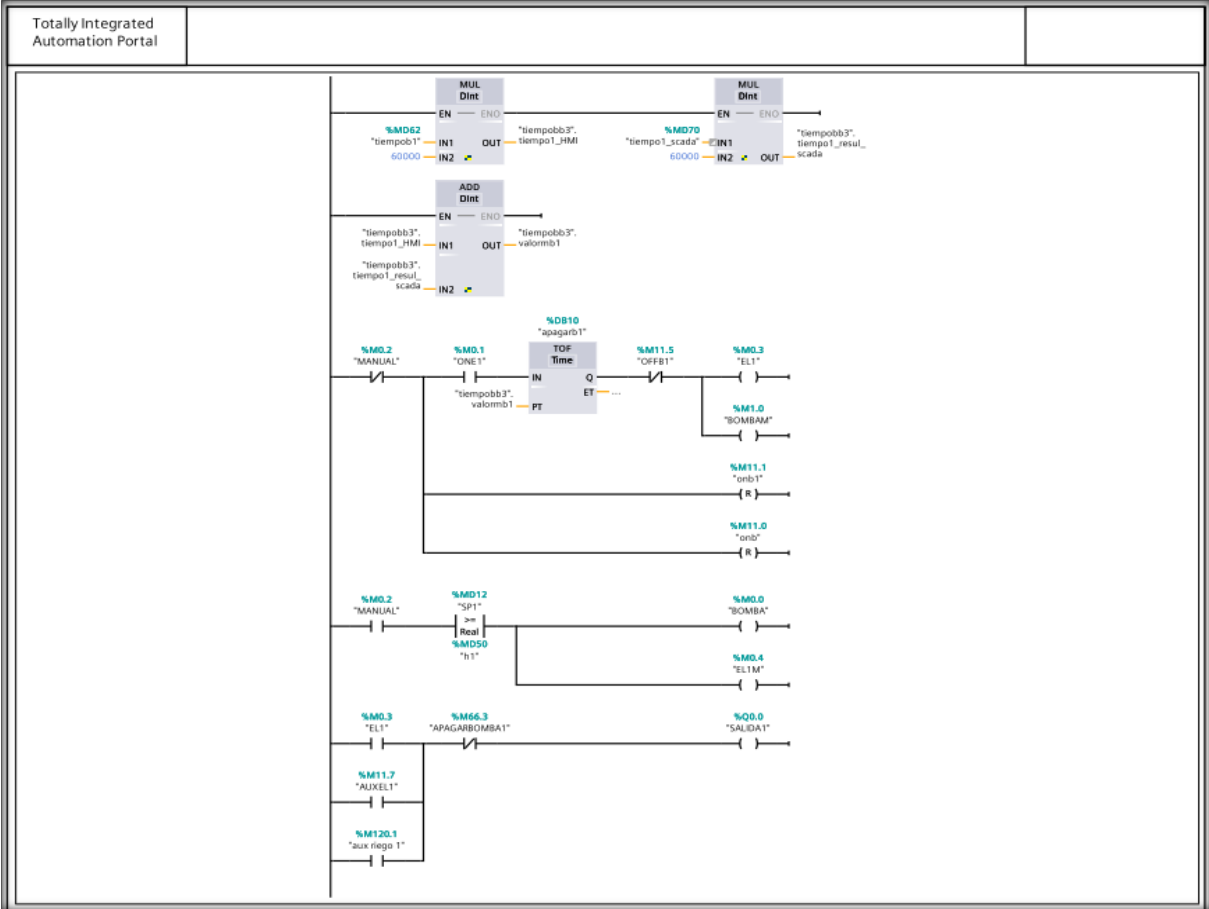 Totally Integrated
Automation Portal
MUL
DInt
EN ENO
%MD62
"tiempob1" IN1 OUT "tiempobb3".
tiempo1_HMI
60000 IN2
MUL
DInt
EN ENO
%MD70
"tiempo1_scada" IN1
60000 IN2 OUT "tiempobb3".
tiempo1_resul_
scada
ADD
DInt
EN ENO
"tiempobb3".
tiempo1_HMI IN1 OUT "tiempobb3".
valormb1
"tiempobb3".
tiempo1_resul_
scada IN2
%DB10
"apagarb1"
%M0.2 %M0.1 TOF %M11.5 %M0.3
"MANUAL" "ONE1" Time "OFFB1" "EL1"
IN Q
ET ...
"tiempobb3".
valormb1 PT
%M1.0
"BOMBAM"
%M11.1
"onb1"
R
%M11.0
"onb"
R
%M0.2 %MD12 %M0.0
"MANUAL" "SP1" "BOMBA"
>=
Real
%MD50
"h1"
%M0.4
"EL1M"
%M0.3 %M66.3 %Q0.0
"EL1" "APAGARBOMBA1" "SALIDA1"
%M11.7
"AUXEL1"
%M120.1
"aux riego 1"